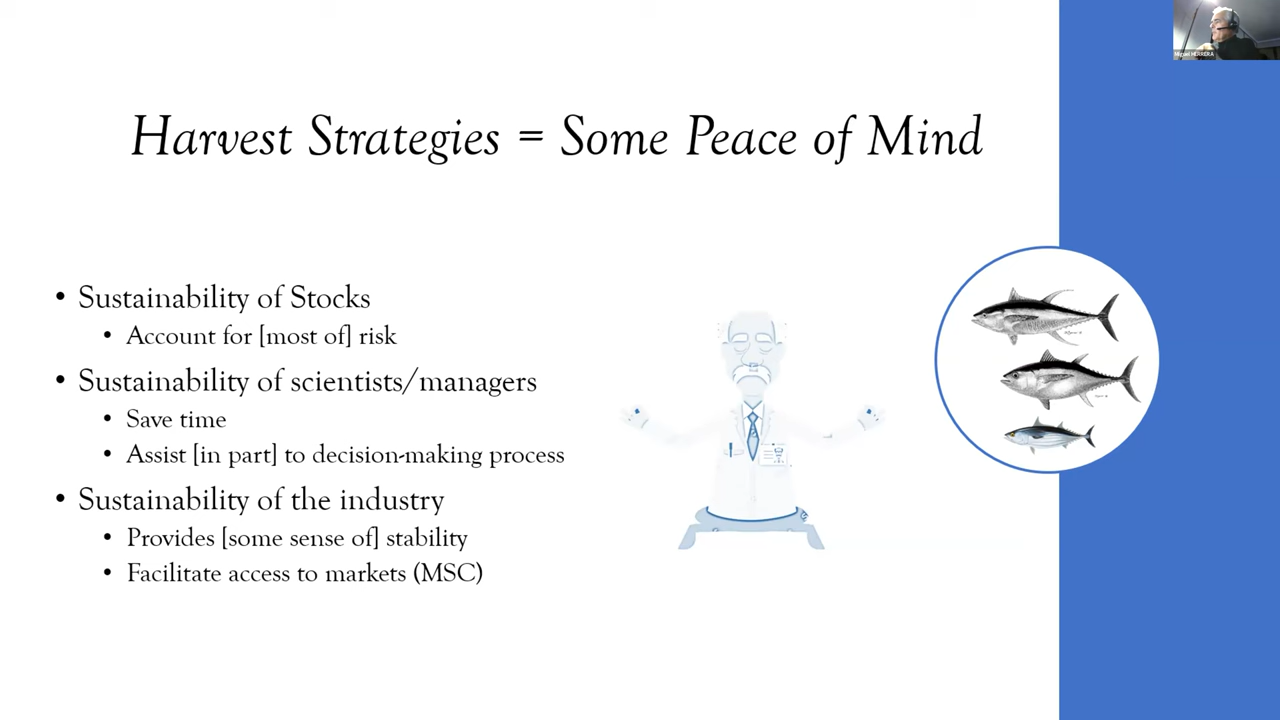 Miguel HERRERA
Harvest Strategies = Some Peace of Mind
• Sustainability of Stocks
• Account for [most of] risk
• Sustainability of scientists/managers
• Save time
• Assist [in part] to decision-making process
• Sustainability of the industry
• Provides [some sense of] stability
• Facilitate access to markets (MSC)